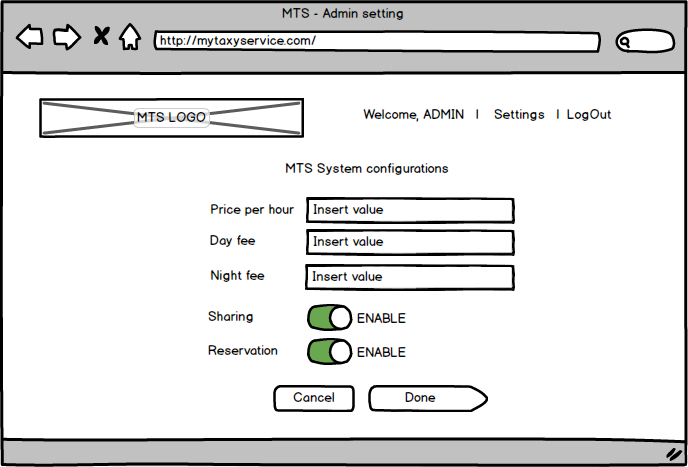 MTS - Admin setting
http://mytaxyservice.com/
MTS LOGO
Welcome, ADMIN | Settings | LogOut
MTS System configurations
Price per hour Insert value
Day fee Insert value
Night fee Insert value
Sharing ENABLE
Reservation ENABLE
Cancel Done